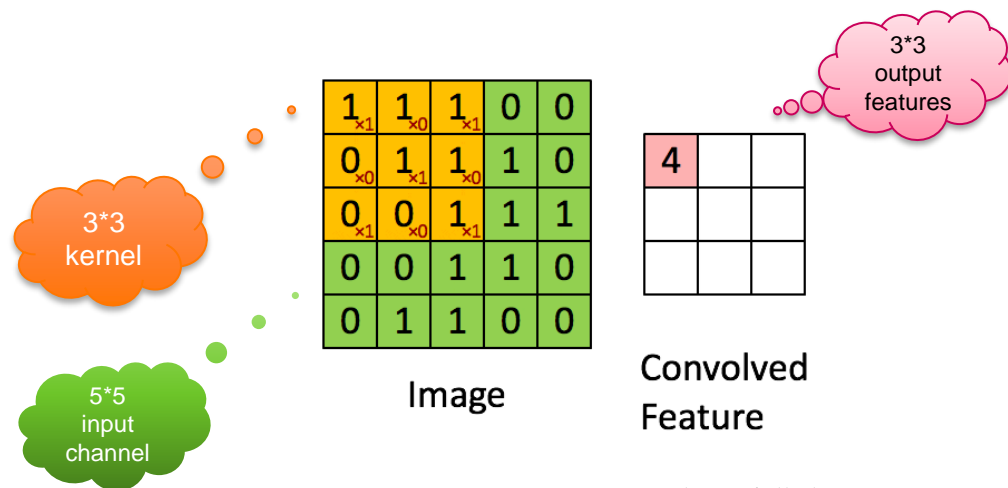 3*3
output
features
1×1 1×0 1×1 0 0
0×0 1×1 1×0 1 0
4
0×1 0×0 1×1 1 1
3*3
kernel
0 0 1 1 0
0 1 1 0 0
5*5
input
channel
Image
Convolved
Feature